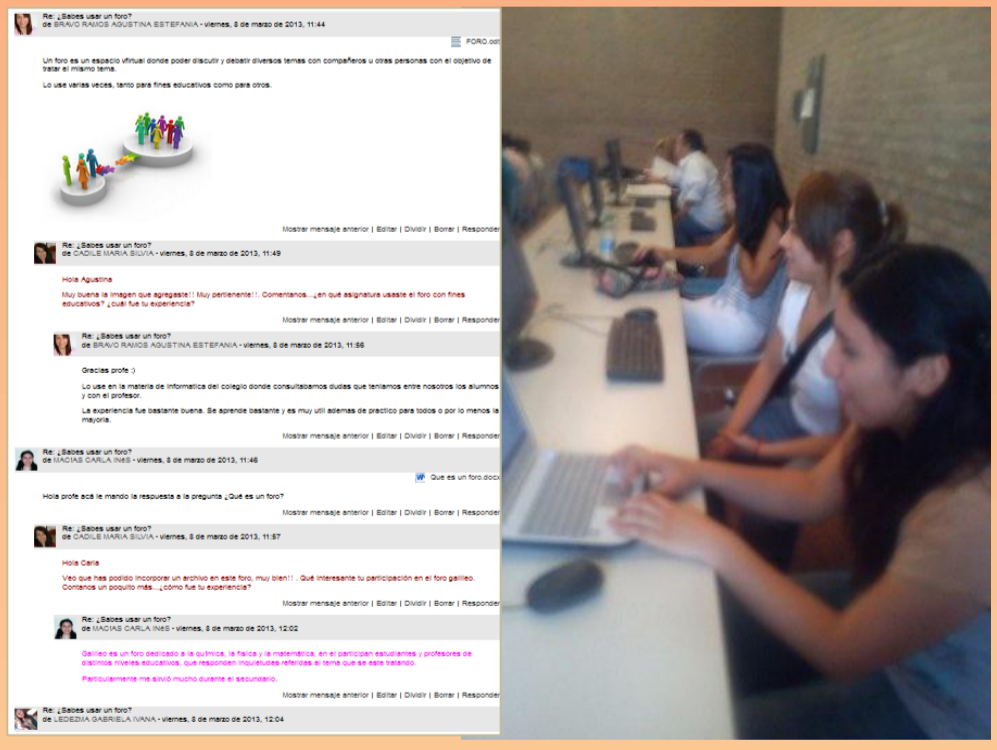 Re: ¿Sabes usar un foro?
de BRAVO RAMOS AGUSTINA ESTEFANIA - viernes, 8 de marzo de 2013, 11:44
FORO.odt
Un foro es un espacio vfirtual donde poder discutir y debatir diversos temas con compañeros u otras personas con el objetivo de
tratar el mismo tema.
Lo use varias veces, tanto para fines educativos como para otros.
Mostrar mensaje anterior | Editar | Dividir | Borrar | Responder
Re: ¿Sabes usar un foro?
de CADILE MARIA SILVIA - viernes, 8 de marzo de 2013, 11:49
Hola Agustina
Muy buena la imagen que agregaste!! Muy pertienente!!. Comentanos...¿en qué asignatura usaste el foro con fines
educativos? ¿cuál fue tu experiencia?
Mostrar mensaje anterior | Editar | Dividir | Borrar | Responder
Re: ¿Sabes usar un foro?
de BRAVO RAMOS AGUSTINA ESTEFANIA - viernes, 8 de marzo de 2013, 11:56
Gracias profe :)
Lo use en la materia de informatica del colegio donde consultabamos dudas que teniamos entre nosotros los alumnos
y con el profesor.
La experiencia fue bastante buena. Se aprende bastante y es muy util ademas de practico para todos o por lo menos la
mayoria.
Mostrar mensaje anterior | Editar | Dividir | Borrar | Responder
Re: ¿Sabes usar un foro?
de MACIAS CARLA INéS - viernes, 8 de marzo de 2013, 11:46
Que es un foro.docx
Hola profe acá le mando la respuesta a la pregunta ¿Qué es un foro?
Mostrar mensaje anterior | Editar | Dividir | Borrar | Responder
Re: ¿Sabes usar un foro?
de CADILE MARIA SILVIA - viernes, 8 de marzo de 2013, 11:57
Hola Carla
Veo que has podido incorporar un archivo en este foro, muy bien!! . Qué interesante tu participación en el foro galileo.
Contanos un poquito más...¿cómo fue tu experiencia?
Mostrar mensaje anterior | Editar | Dividir | Borrar | Responder
Re: ¿Sabes usar un foro?
de MACIAS CARLA INéS - viernes, 8 de marzo de 2013, 12:02
Galileo es un foro dedicado a la química, la física y la matemática, en el participan estudiantes y profesores de
distintos niveles educativos, que responden inquietudes referidas al tema que se este tratando.
Particularmente me sirvió mucho durante el secundario.
Mostrar mensaje anterior | Editar | Dividir | Borrar | Responder
Re: ¿Sabes usar un foro?
de LEDEZMA GABRIELA IVANA - viernes, 8 de marzo de 2013, 12:04